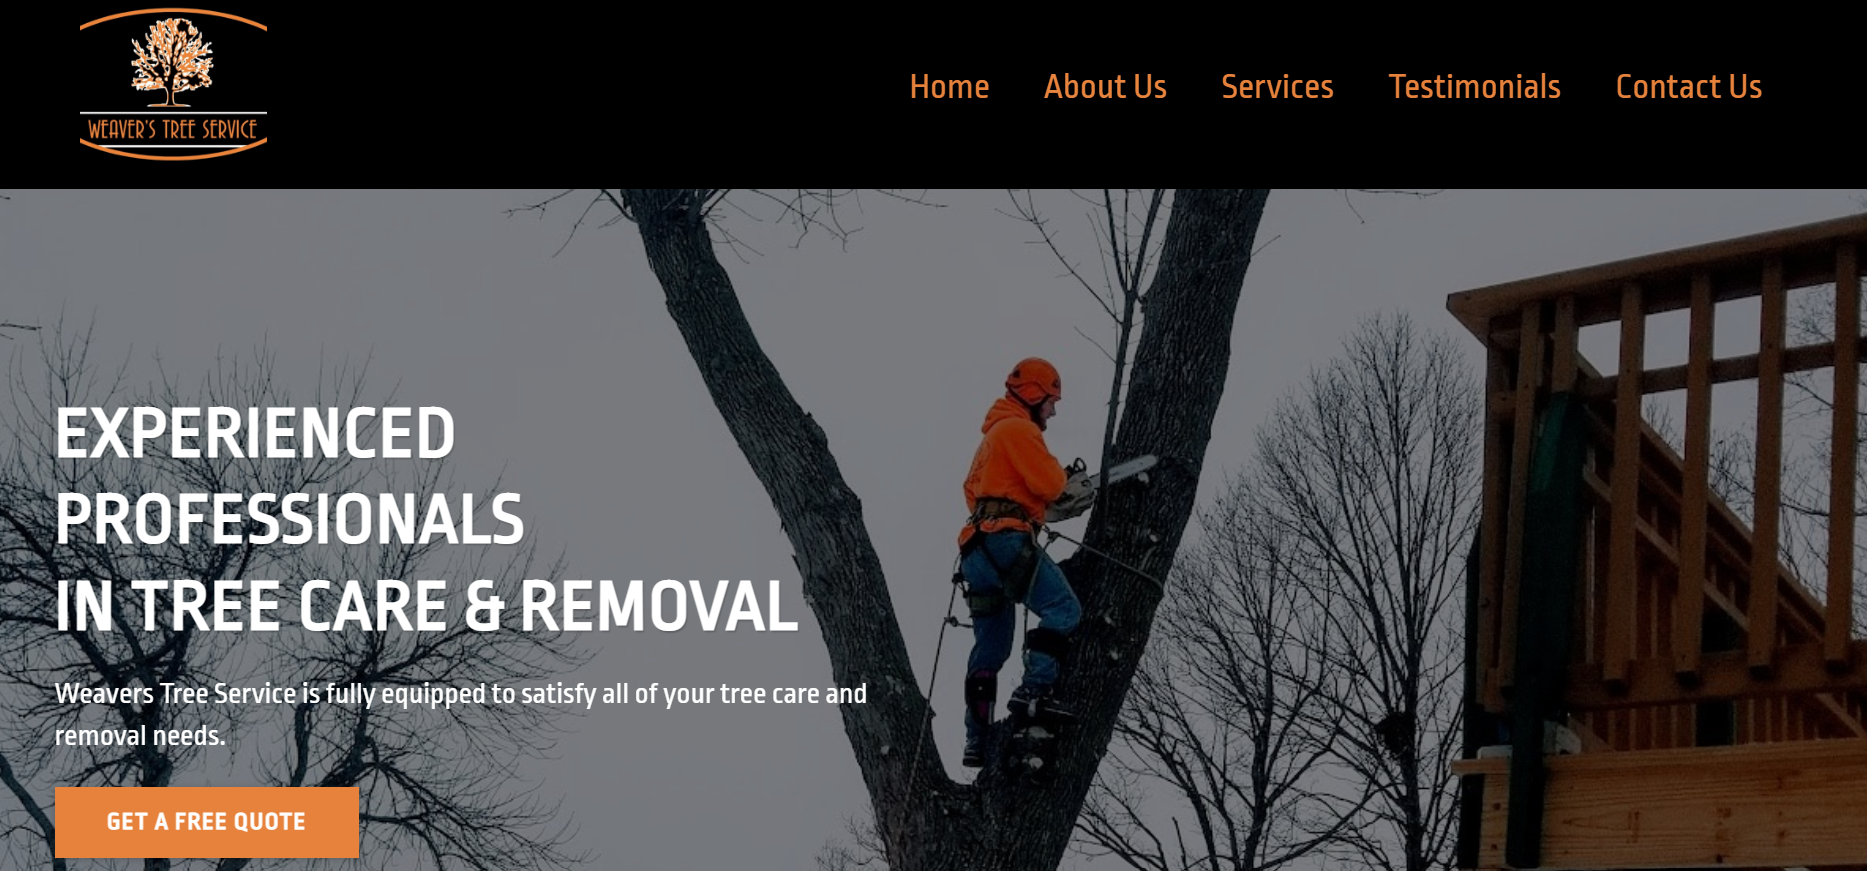 WEAVER'S TREE SERVICE
Home About Us Services Testimonials Contact Us
EXPERIENCED
PROFESSIONALS
IN TREE CARE & REMOVAL
Weavers Tree Service is fully equipped to satisfy all of your tree care and
removal needs.
GET A FREE QUOTE